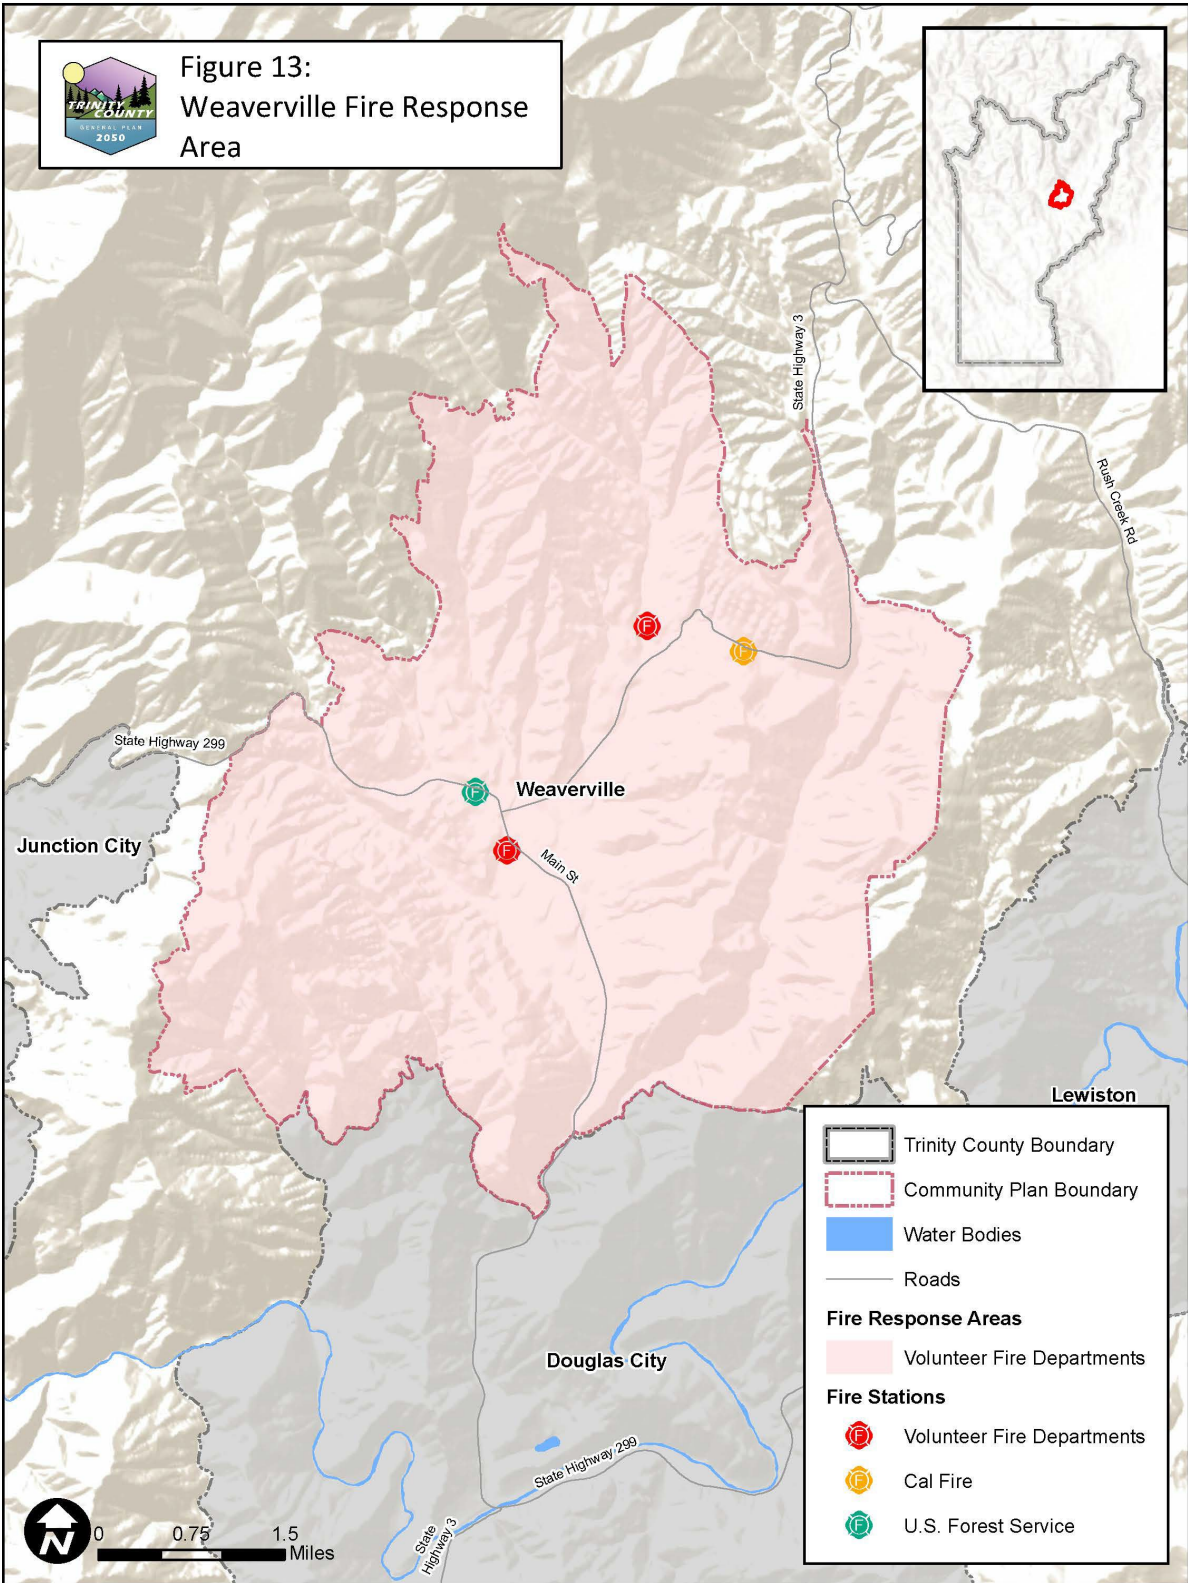 Figure 13:
Weaverville Fire Response
Area
TRINITY
COUNTY
GENERAL PLAN
2050
State Highway 3
Rush Creek Rd
State Highway 299
Weaverville
Junction City
Main St
Lewiston
Douglas City
State Highway 299
State
Highway 3
F
F
F
F
N
0 0.75 1.5
Miles
Trinity County Boundary
Community Plan Boundary
Water Bodies
Roads
Fire Response Areas
Volunteer Fire Departments
Fire Stations
F Volunteer Fire Departments
F Cal Fire
F U.S. Forest Service